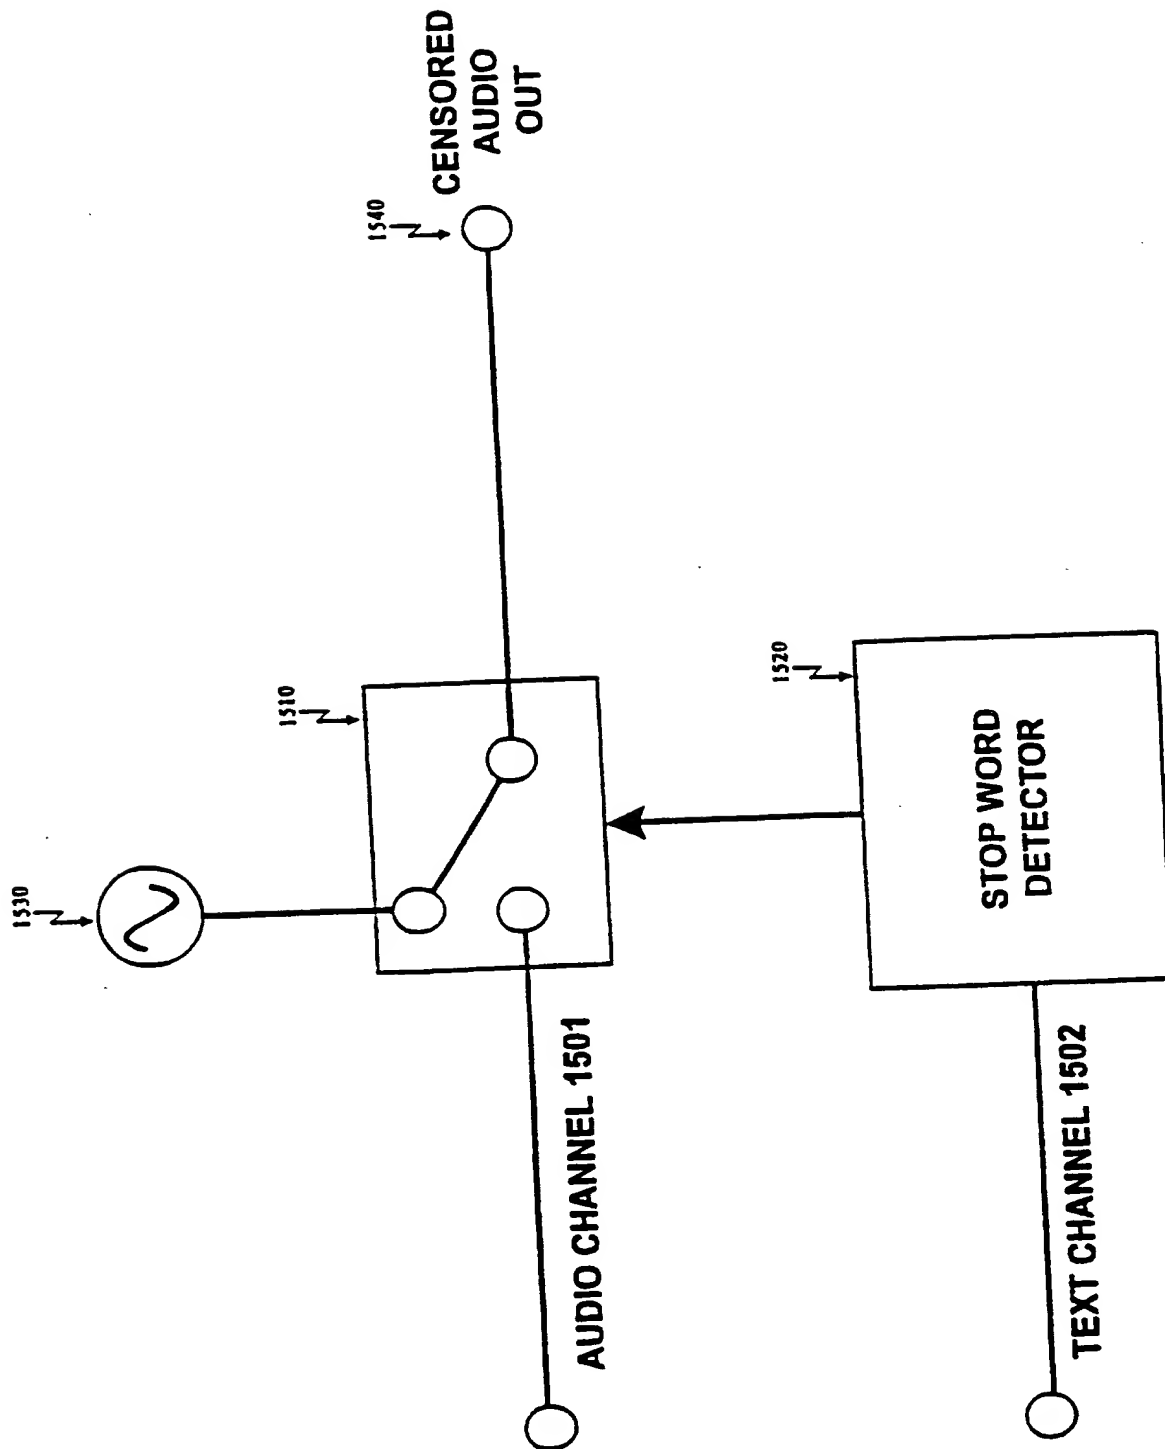 1530
1510
1540
CENSORED
AUDIO
OUT
AUDIO CHANNEL 1501
1520
STOP WORD
DETECTOR
TEXT CHANNEL 1502